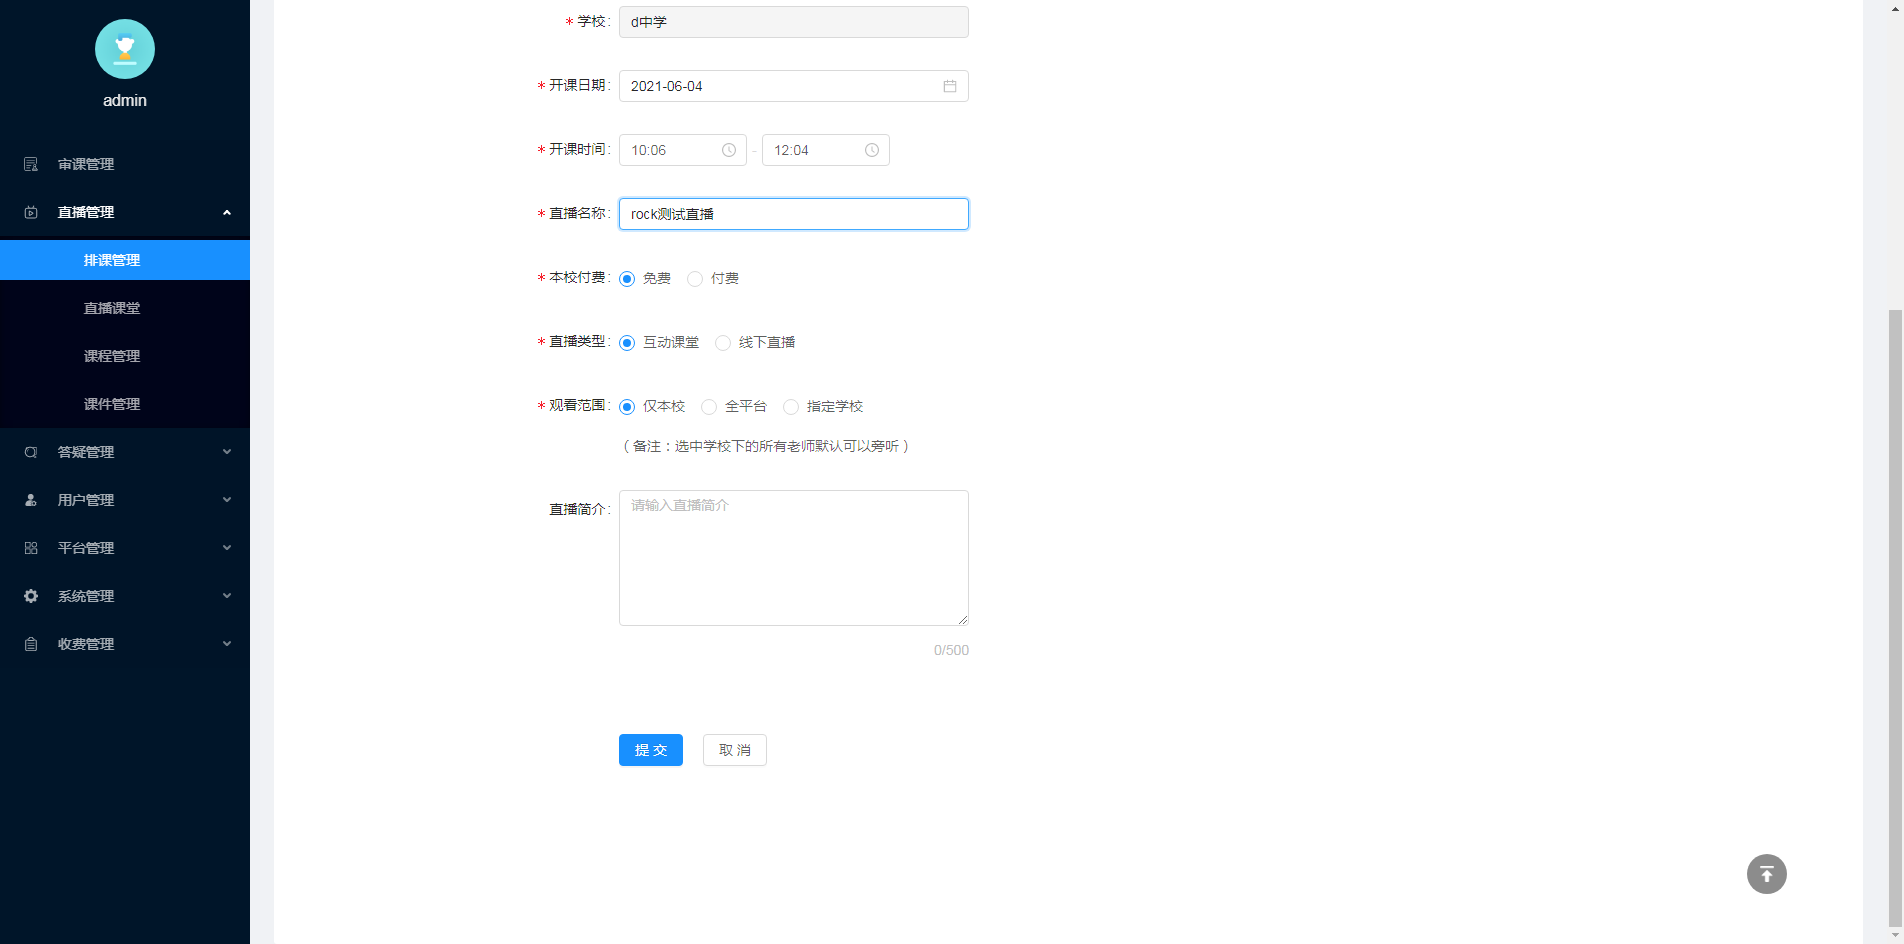 admin
审课管理
直播管理
排课管理
直播课堂
课程管理
课件管理
答疑管理
用户管理
平台管理
系统管理
收费管理
* 学校: d中学
* 开课日期: 2021-06-04
* 开课时间: 10:06 - 12:04
* 直播名称: rock测试直播
* 本校付费: 免费 付费
* 直播类型: 互动课堂 线下直播
* 观看范围: 仅本校 全平台 指定学校
（备注：选中学校下的所有老师默认可以旁听）
直播简介: 请输入直播简介
0/500
提 交 取 消